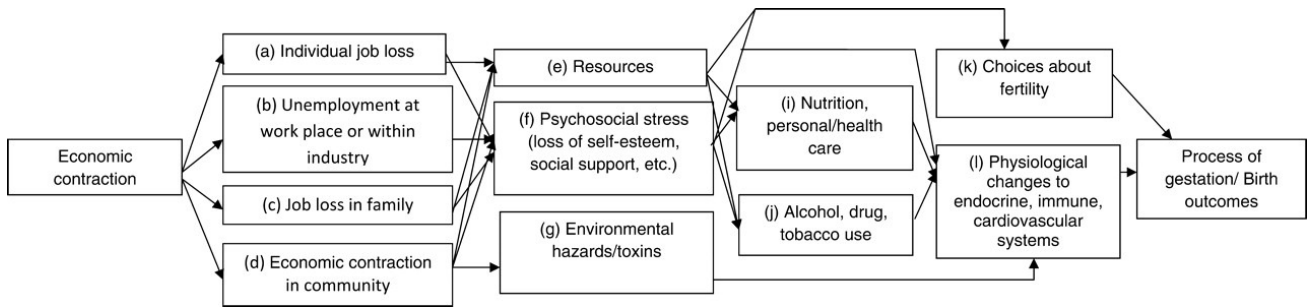 Economic
contraction
(a) Individual job loss
(b) Unemployment at
work place or within
industry
(c) Job loss in family
(d) Economic contraction
in community
(e) Resources
(f) Psychosocial stress
(loss of self-esteem,
social support, etc.)
(g) Environmental
hazards/toxins
(i) Nutrition,
personal/health
care
(j) Alcohol, drug,
tobacco use
(k) Choices about
fertility
(l) Physiological
changes to
endocrine, immune,
cardiovascular
systems
Process of
gestation/ Birth
outcomes